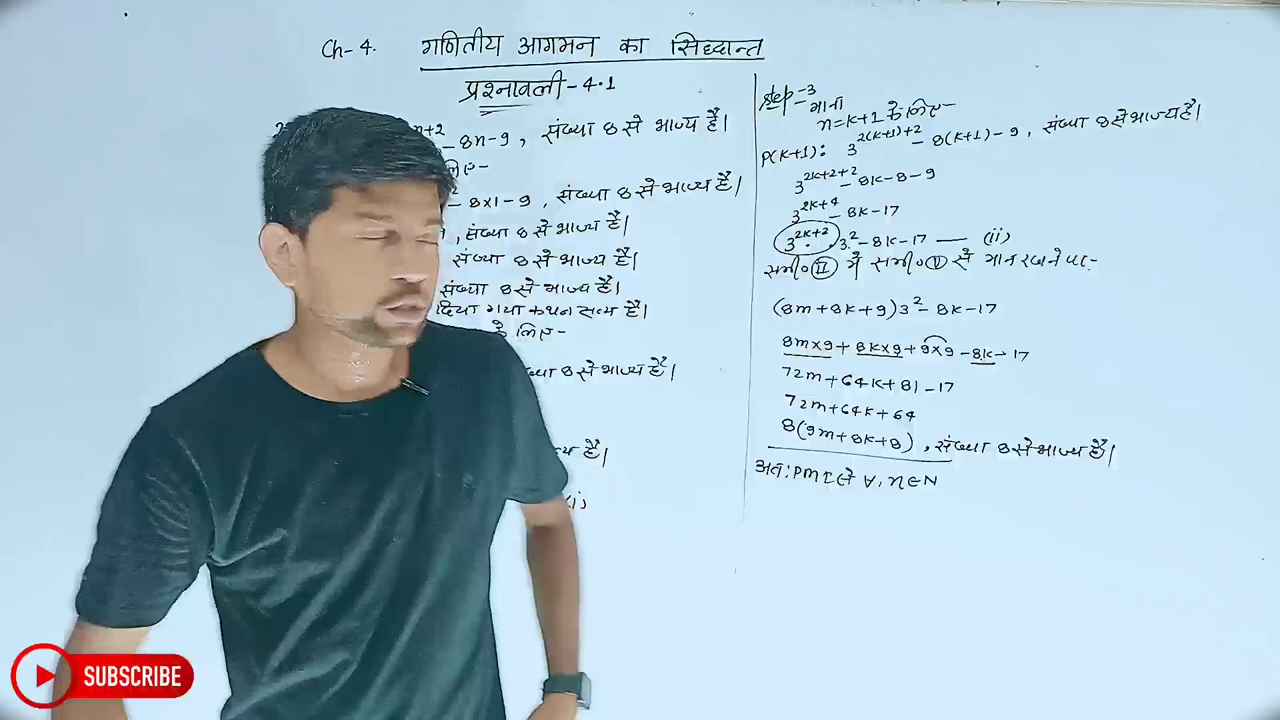 Ch-4. गणितीय आगमन का सिध्दान्त
प्रश्नावली-4.1
n+2 - 8n-9, संख्या 8 से भाज्य है।
लिए-
- 8×1-9, संख्या 8 से भाज्य है।
, संख्या 8 से भाज्य है।
संख्या 8 से भाज्य है।
संख्या 8 से भाज्य है।
दिया गया कथन सत्य है।
के लिए-
संख्या 8 से भाज्य है।
है।
(i)
Step-3
माना
n=k+1 के लिए-
P(k+1): 3^2(k+1)+2 - 8(k+1)-9, संख्या 8 से भाज्य है।
3^2k+2+2 - 8k-8-9
3^2k+4 - 8k-17
3^2k+2 . 3^2 - 8k-17 — (ii)
समी० II में समी० से मान रखने पर-
(8m+8k+9)3^2 - 8k-17
8m×9+8k×9+9×9-8k-17
72m+64k+81-17
72m+64k+64
8(9m+8k+8), संख्या 8 से भाज्य है।
अत: PMI से ∀, n∈N
SUBSCRIBE